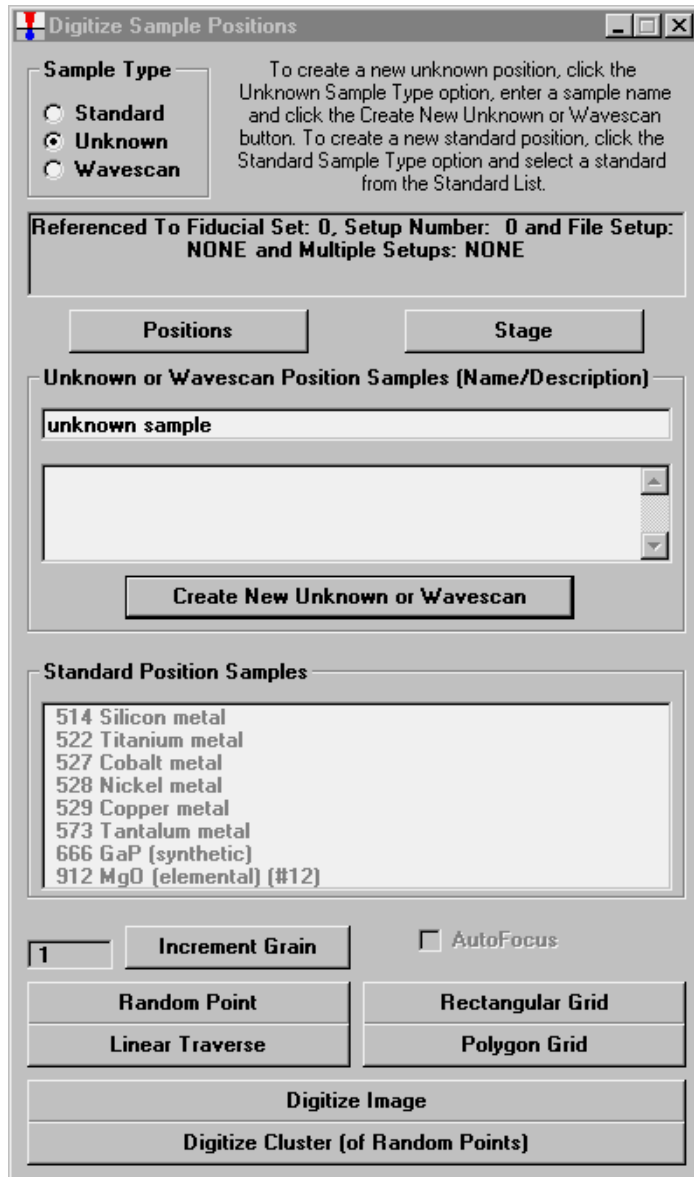 Digitize Sample Positions
Sample Type
Standard
Unknown
Wavescan
To create a new unknown position, click the
Unknown Sample Type option, enter a sample name
and click the Create New Unknown or Wavescan
button. To create a new standard position, click the
Standard Sample Type option and select a standard
from the Standard List.
Referenced To Fiducial Set: 0, Setup Number:  0 and File Setup:
NONE and Multiple Setups: NONE
Positions
Stage
Unknown or Wavescan Position Samples (Name/Description)
unknown sample
Create New Unknown or Wavescan
Standard Position Samples
514 Silicon metal
522 Titanium metal
527 Cobalt metal
528 Nickel metal
529 Copper metal
573 Tantalum metal
666 GaP (synthetic)
912 MgO (elemental) (#12)
1
Increment Grain
AutoFocus
Random Point
Rectangular Grid
Linear Traverse
Polygon Grid
Digitize Image
Digitize Cluster (of Random Points)